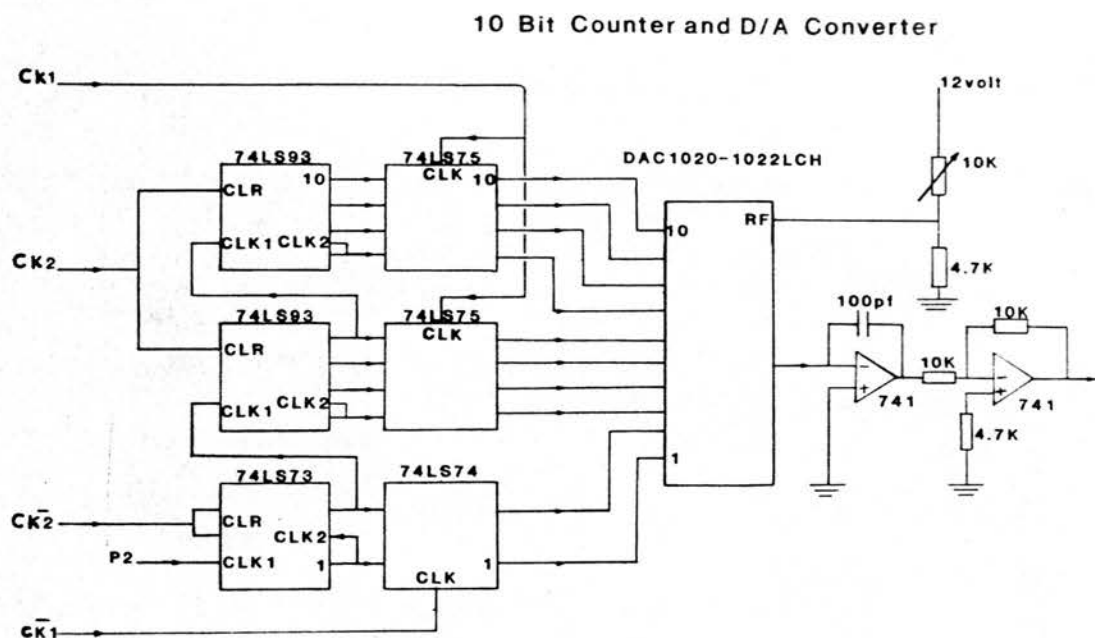 10 Bit Counter and D/A Converter
CK1
12volt
74LS93
74LS75
DAC1020-1022LCH
10K
CLR
10
CLK
10
RF
10
CLK1
CLK2
CK2
4.7K
74LS93
74LS75
100pf
10K
CLR
CLK
10K
CLK1
CLK2
741
741
4.7K
74LS73
74LS74
1
CK2
CLR
CLK2
P2
CLK1
1
1
CLK
CK1